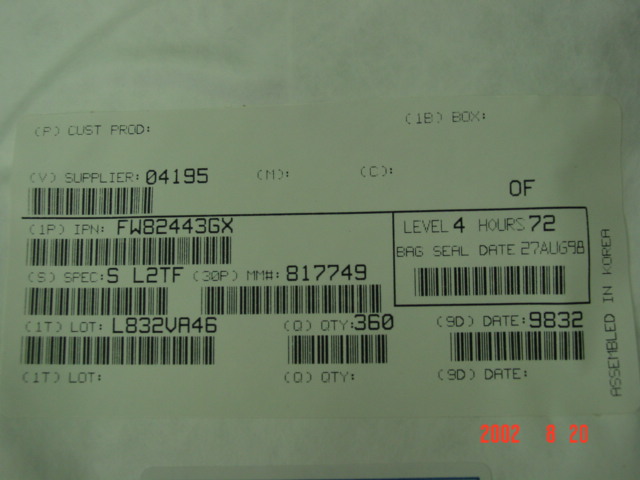 (P) CUST PROD:
(1B) BOX:
(V) SUPPLIER: 04195
(M):
(C):
OF
(1P) IPN: FW82443GX
LEVEL 4 HOURS 72
BAG SEAL DATE 27AUG98
(S) SPEC: S L2TF (30P) MM#: 817749
(1T) LOT: L832VA46 (Q) QTY: 360 (9D) DATE: 9832
(1T) LOT: (Q) QTY: (9D) DATE:
ASSEMBLED IN KOREA
2002 8 20